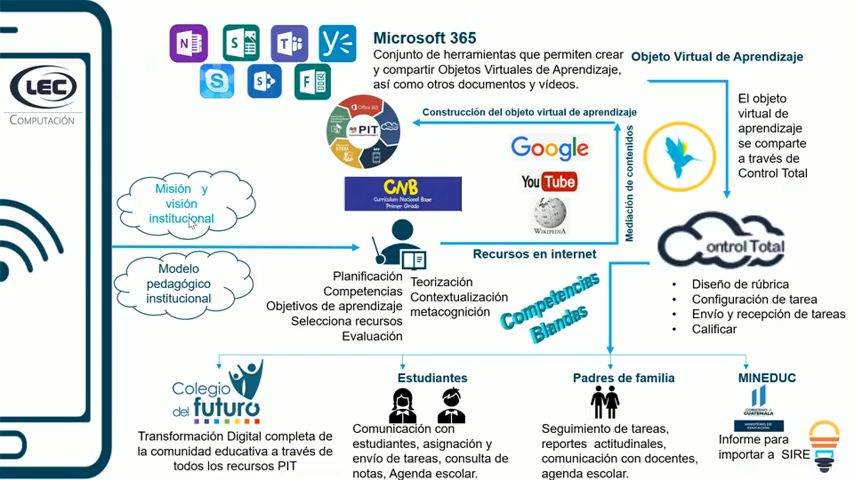 LEC
COMPUTACIÓN
Microsoft 365
Conjunto de herramientas que permiten crear
y compartir Objetos Virtuales de Aprendizaje,
así como otros documentos y vídeos.
Objeto Virtual de Aprendizaje
El objeto
virtual de
aprendizaje
se comparte
a través de
Control Total
Office 365
PIT
STEM
Construcción del objeto virtual de aprendizaje
Mediación de contenidos
Google
YouTube
WIKIPEDIA
Recursos en internet
CNB
Curriculum Nacional Base
Primer Grado
Misión y
visión
institucional
Modelo
pedagógico
institucional
Planificación
Competencias
Objetivos de aprendizaje
Selecciona recursos
Evaluación
Teorización
Contextualización
metacognición
Competencias
Blandas
Control Total
• Diseño de rúbrica
• Configuración de tarea
• Envío y recepción de tareas
• Calificar
Colegio
del futuro
Transformación Digital completa de
la comunidad educativa a través de
todos los recursos PIT
Estudiantes
Comunicación con
estudiantes, asignación y
envío de tareas, consulta de
notas, Agenda escolar.
Padres de familia
Seguimiento de tareas,
reportes actitudinales,
comunicación con docentes,
agenda escolar.
MINEDUC
GOBIERNO de
GUATEMALA
MINISTERIO DE
EDUCACIÓN
Informe para
importar a SIRE